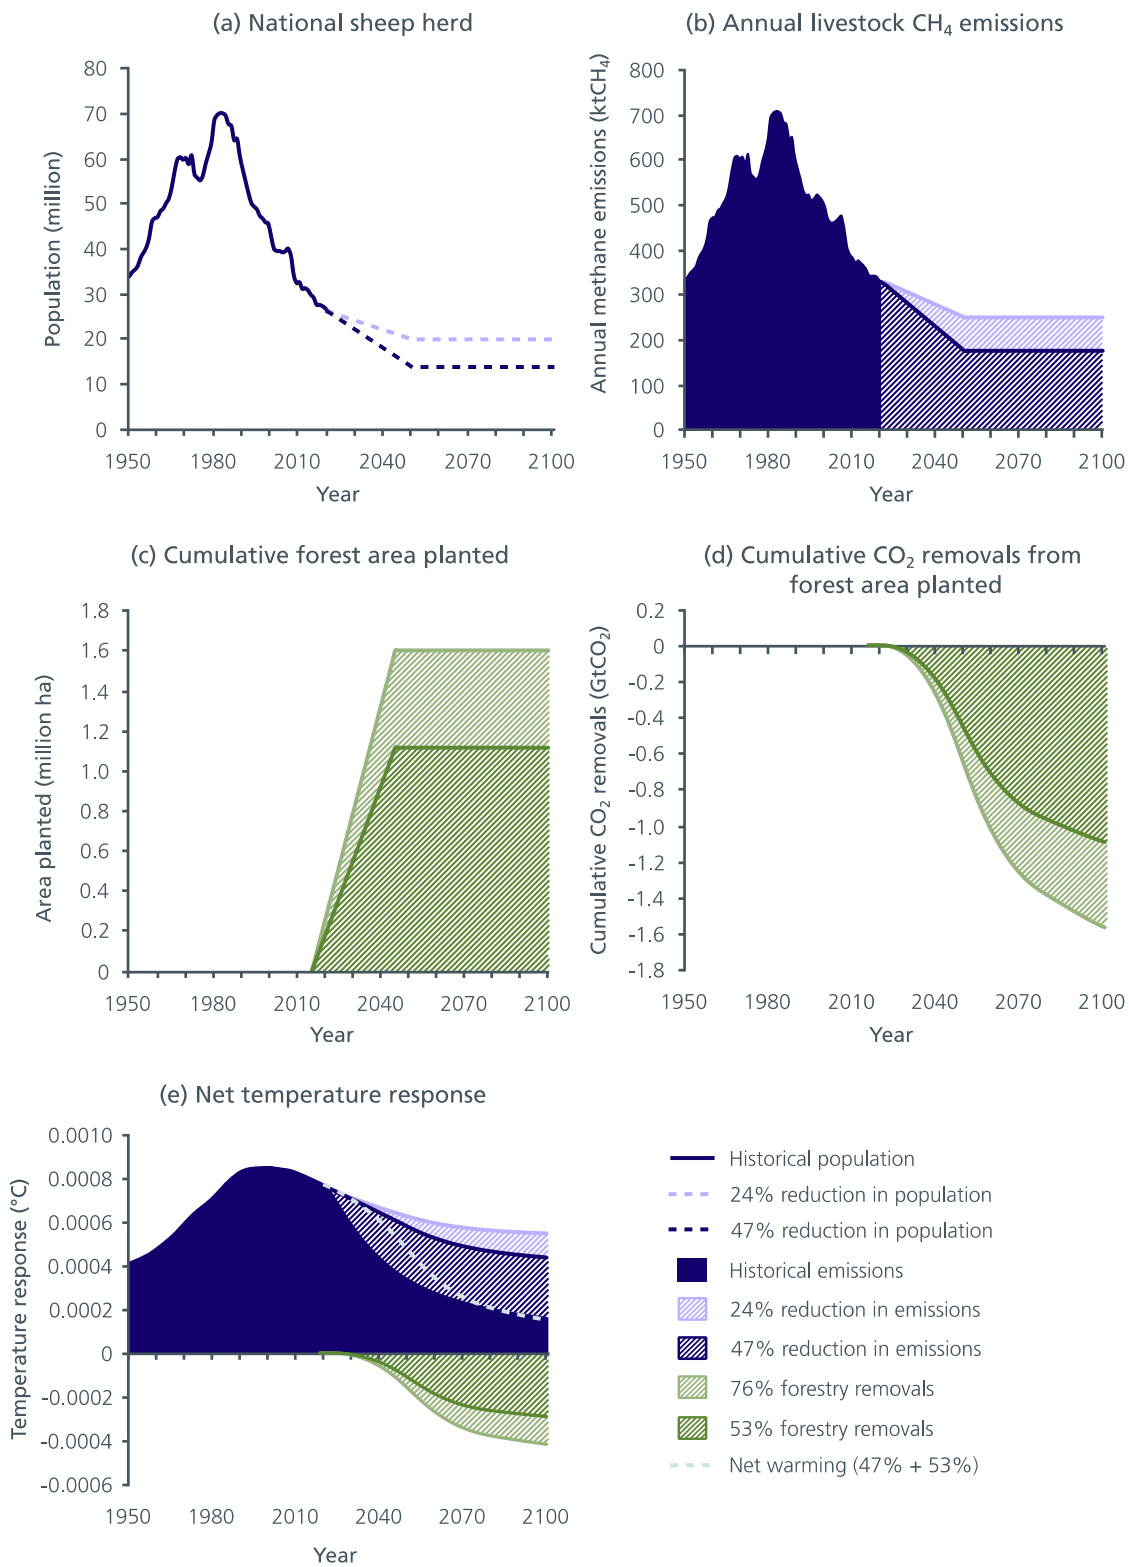 (a) National sheep herd
80
70
60
50
40
30
20
10
0
Population (million)
1950 1980 2010 2040 2070 2100
Year
(b) Annual livestock CH₄ emissions
800
700
600
500
400
300
200
100
0
Annual methane emissions (ktCH₄)
1950 1980 2010 2040 2070 2100
Year
(c) Cumulative forest area planted
1.8
1.6
1.4
1.2
1.0
0.8
0.6
0.4
0.2
0
Area planted (million ha)
1950 1980 2010 2040 2070 2100
Year
(d) Cumulative CO₂ removals from
forest area planted
0.2
0
-0.2
-0.4
-0.6
-0.8
-1.0
-1.2
-1.4
-1.6
-1.8
Cumulative CO₂ removals (GtCO₂)
1950 1980 2010 2040 2070 2100
Year
(e) Net temperature response
0.0010
0.0008
0.0006
0.0004
0.0002
0
-0.0002
-0.0004
-0.0006
Temperature response (°C)
1950 1980 2010 2040 2070 2100
Year
Historical population
24% reduction in population
47% reduction in population
Historical emissions
24% reduction in emissions
47% reduction in emissions
76% forestry removals
53% forestry removals
Net warming (47% + 53%)